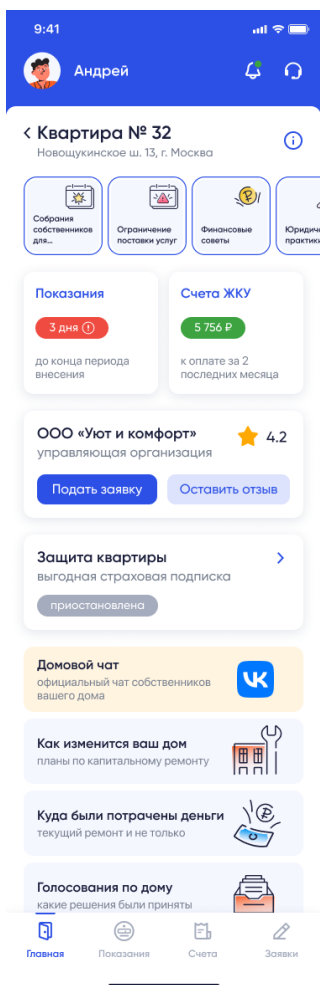 9:41
Андрей
Квартира № 32
Новощукинское ш. 13, г. Москва
Собрания
собственников
для...
Ограничение
поставки услуг
Финансовые
советы
Показания
3 дня
до конца периода
внесения
Счета ЖКУ
5 756 ₽
к оплате за 2
последних месяца
ООО «Уют и комфорт»
4.2
управляющая организация
Подать заявку
Оставить отзыв
Защита квартиры
выгодная страховая подписка
приостановлена
Домовой чат
официальный чат собственников
вашего дома
Как изменится ваш дом
планы по капитальному ремонту
Куда были потрачены деньги
текущий ремонт и не только
Голосования по дому
какие решения были приняты
Главная
Показания
Счета
Заявки